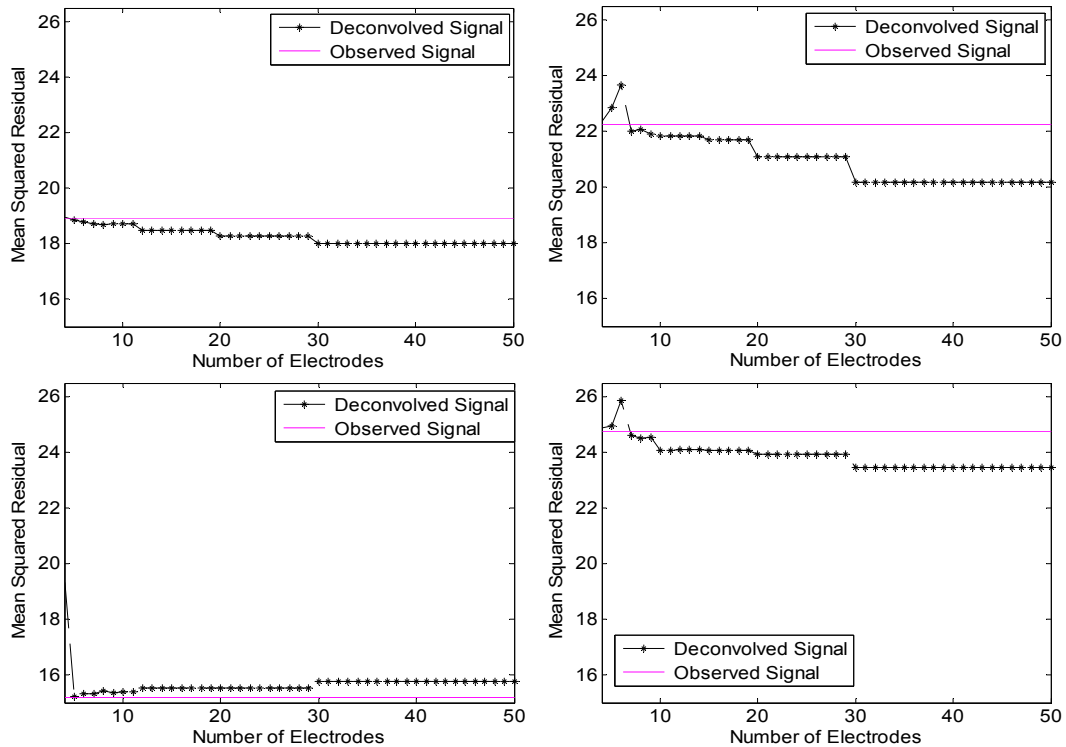 26
24
22
20
18
16
Mean Squared Residual
Deconvolved Signal
Observed Signal
10
20
30
40
50
Number of Electrodes
26
24
22
20
18
16
Mean Squared Residual
Deconvolved Signal
Observed Signal
10
20
30
40
50
Number of Electrodes
26
24
22
20
18
16
Mean Squared Residual
Deconvolved Signal
Observed Signal
10
20
30
40
50
Number of Electrodes
26
24
22
20
18
16
Mean Squared Residual
Deconvolved Signal
Observed Signal
10
20
30
40
50
Number of Electrodes